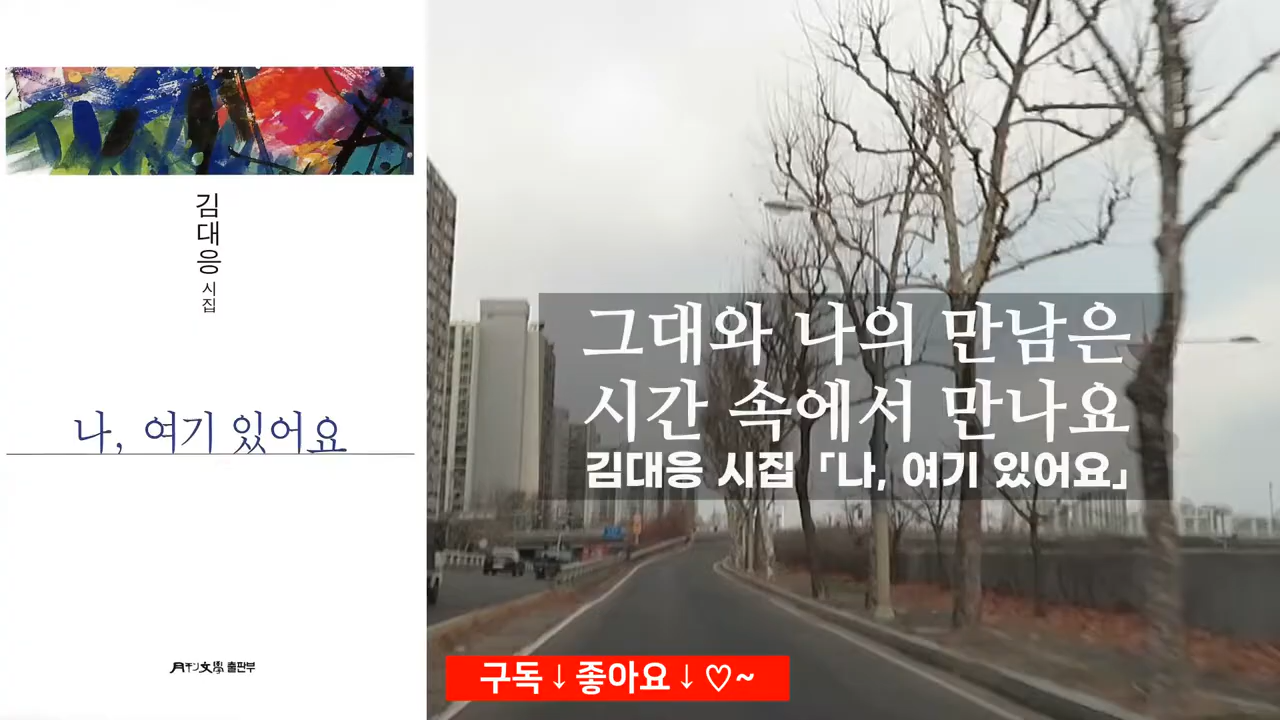 김대응 시집
나, 여기 있어요
月刊文學 출판부
그대와 나의 만남은
시간 속에서 만나요
김대응 시집 「나, 여기 있어요」
구독↓좋아요↓♡~